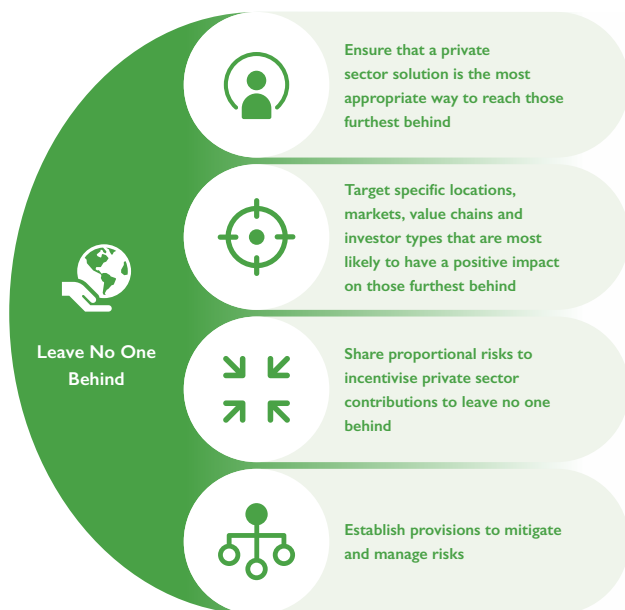 Leave No One
Behind
Ensure that a private
sector solution is the most
appropriate way to reach those
furthest behind
Target specific locations,
markets, value chains and
investor types that are most
likely to have a positive impact
on those furthest behind
Share proportional risks to
incentivise private sector
contributions to leave no one
behind
Establish provisions to mitigate
and manage risks